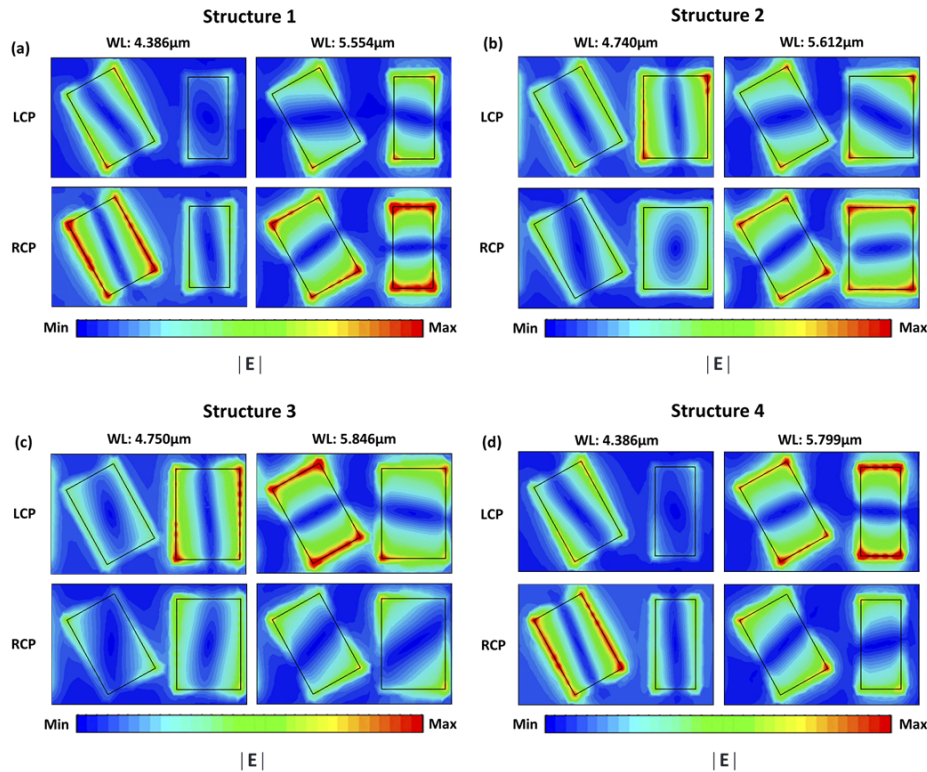 Structure 1
(a)
WL: 4.386µm
WL: 5.554µm
LCP
RCP
Min
Max
| E |
Structure 2
(b)
WL: 4.740µm
WL: 5.612µm
LCP
RCP
Min
Max
| E |
Structure 3
(c)
WL: 4.750µm
WL: 5.846µm
LCP
RCP
Min
Max
| E |
Structure 4
(d)
WL: 4.386µm
WL: 5.799µm
LCP
RCP
Min
Max
| E |